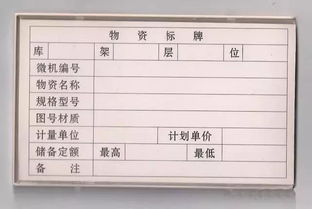 物资标牌
库 架 层 位
微机编号
物资名称
规格型号
图号材质
计量单位 计划单价
储备定额 最高 最低
备注